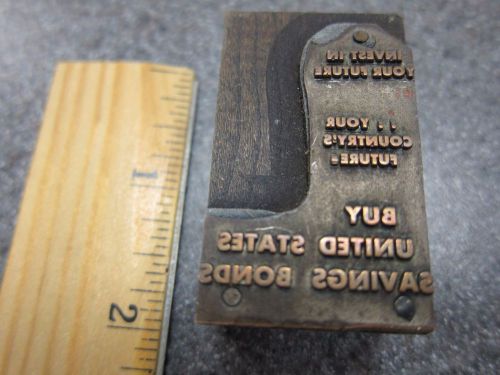 INVEST IN
YOUR FUTURE
. . YOUR
COUNTRY'S
FUTURE.
BUY
UNITED STATES
SAVINGS BONDS
1
2